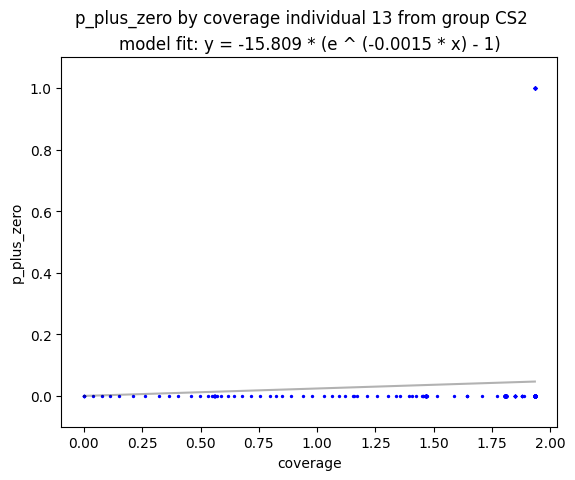 p_plus_zero by coverage individual 13 from group CS2
model fit: y = -15.809 * (e ^ (-0.0015 * x) - 1)
1.0
0.8
0.6
0.4
0.2
0.0
p_plus_zero
0.00 0.25 0.50 0.75 1.00 1.25 1.50 1.75 2.00
coverage